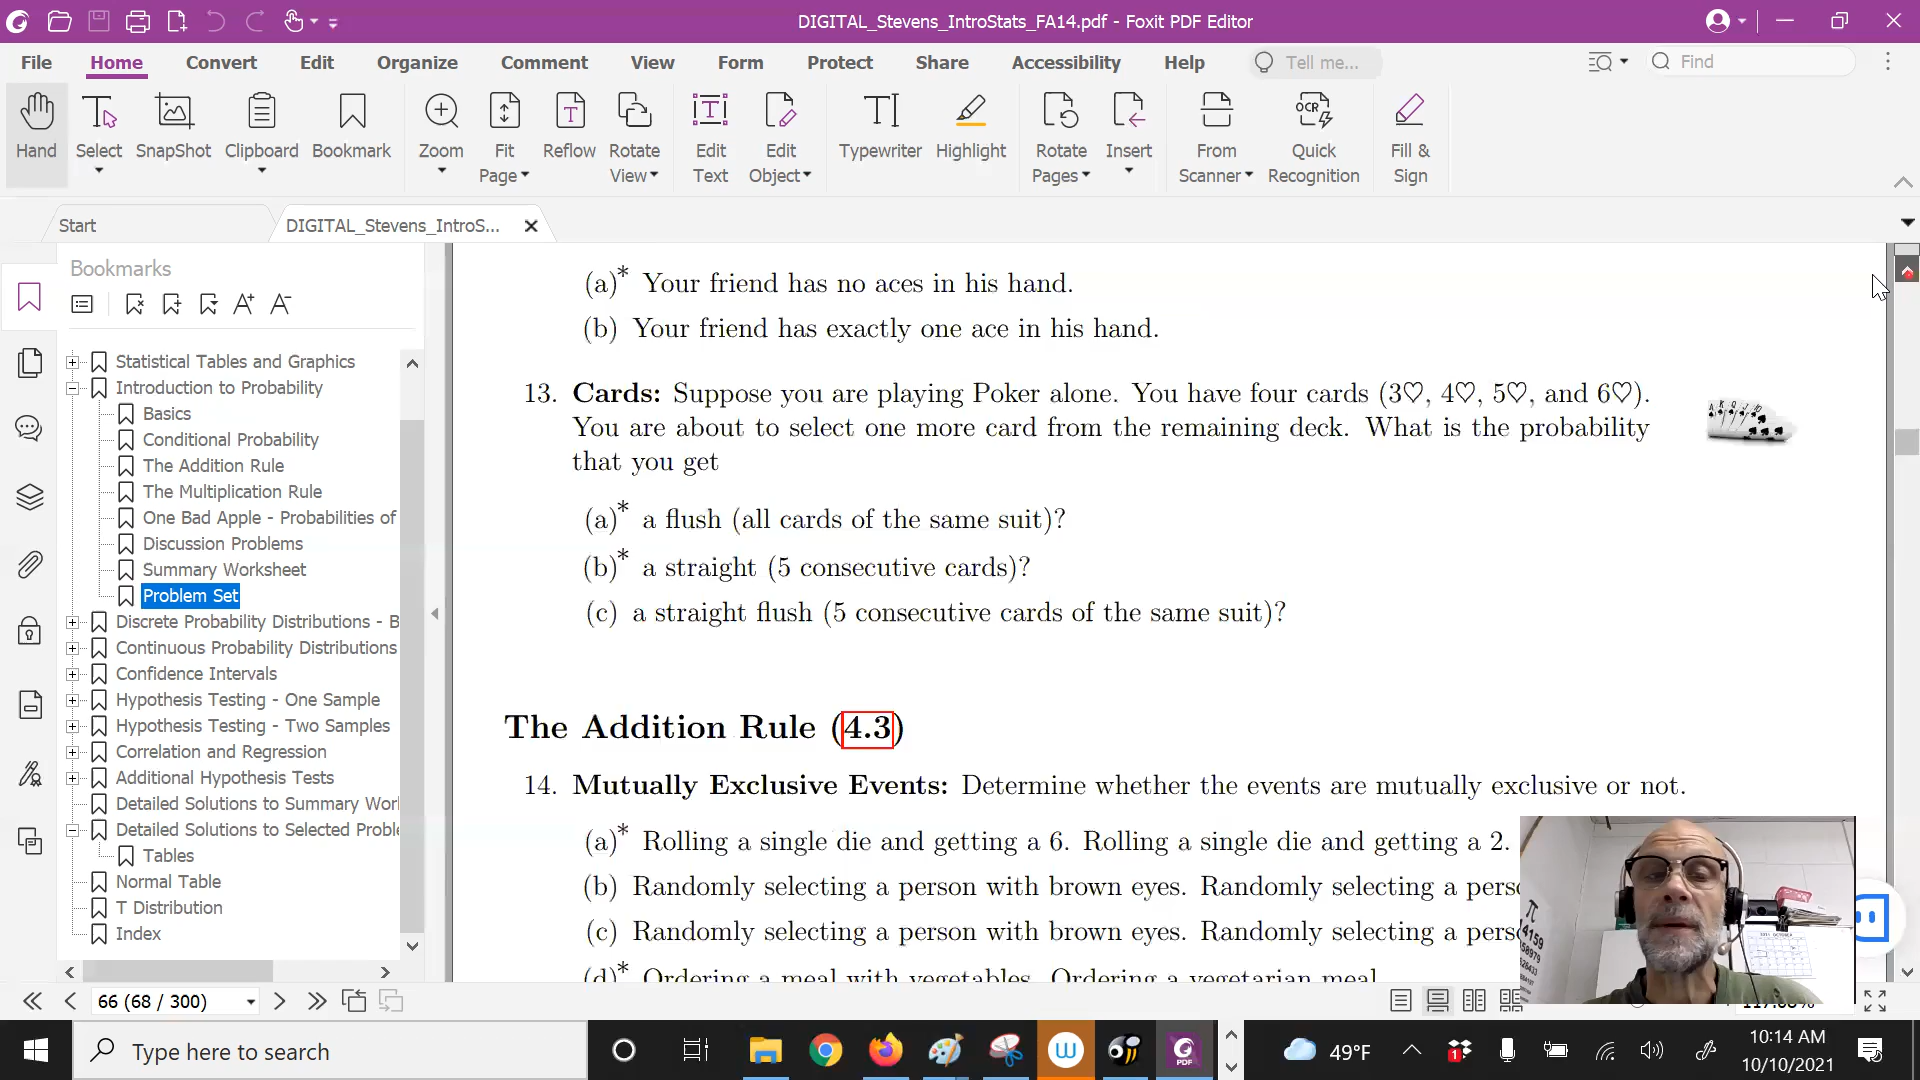 DIGITAL_Stevens_IntroStats_FA14.pdf - Foxit PDF Editor
File Home Convert Edit Organize Comment View Form Protect Share Accessibility Help Tell me... Find
Hand Select SnapShot Clipboard Bookmark Zoom Fit Page Reflow Rotate View Edit Text Edit Object Typewriter Highlight Rotate Pages Insert From Scanner Quick Recognition Fill & Sign
Start DIGITAL_Stevens_IntroS...
Bookmarks
Statistical Tables and Graphics
Introduction to Probability
Basics
Conditional Probability
The Addition Rule
The Multiplication Rule
One Bad Apple - Probabilities of
Discussion Problems
Summary Worksheet
Problem Set
Discrete Probability Distributions - B
Continuous Probability Distributions
Confidence Intervals
Hypothesis Testing - One Sample
Hypothesis Testing - Two Samples
Correlation and Regression
Additional Hypothesis Tests
Detailed Solutions to Summary Wor
Detailed Solutions to Selected Proble
Tables
Normal Table
T Distribution
Index
(a)* Your friend has no aces in his hand.
(b) Your friend has exactly one ace in his hand.
13. Cards: Suppose you are playing Poker alone. You have four cards (3♡, 4♡, 5♡, and 6♡).
You are about to select one more card from the remaining deck. What is the probability
that you get
(a)* a flush (all cards of the same suit)?
(b)* a straight (5 consecutive cards)?
(c) a straight flush (5 consecutive cards of the same suit)?
The Addition Rule (4.3)
14. Mutually Exclusive Events: Determine whether the events are mutually exclusive or not.
(a)* Rolling a single die and getting a 6. Rolling a single die and getting a 2.
(b) Randomly selecting a person with brown eyes. Randomly selecting a perso
(c) Randomly selecting a person with brown eyes. Randomly selecting a perso
(d)* Ordering a meal with vegetables. Ordering a vegetarian meal.
66 (68 / 300)
Type here to search
49°F
10:14 AM
10/10/2021